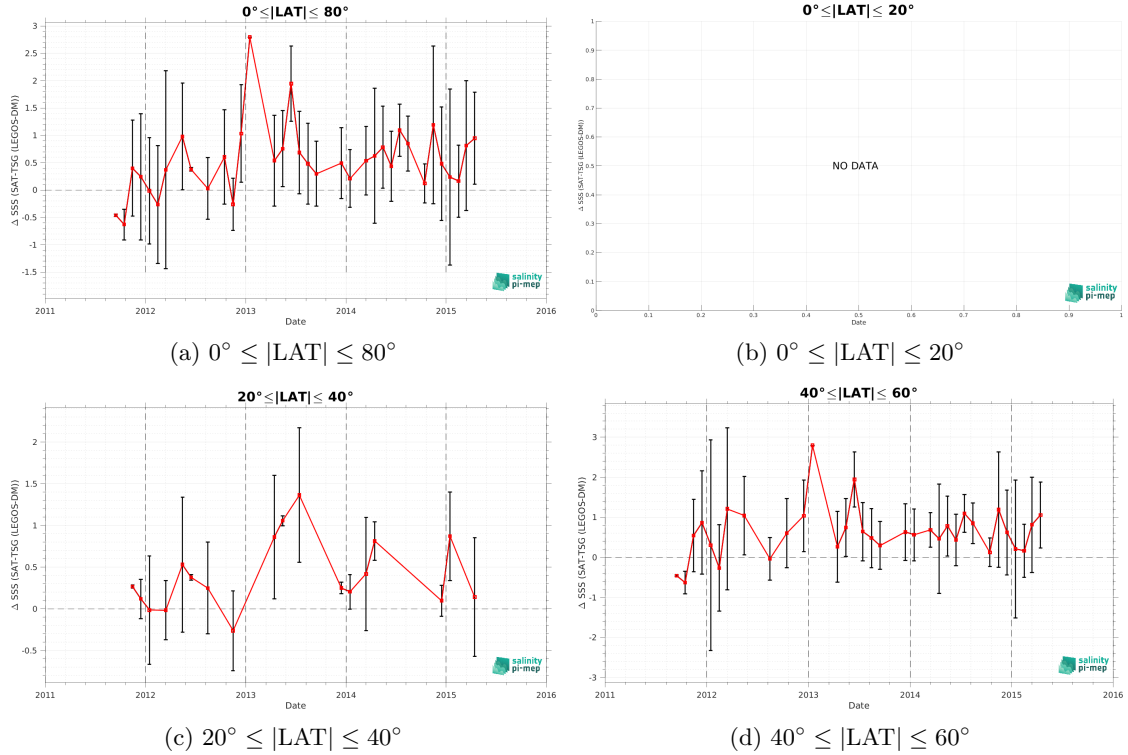 0°≤|LAT|≤ 80°
3
2.5
2
1.5
1
0.5
0
-0.5
-1
-1.5
Δ SSS (SAT-TSG (LEGOS-DM))
2011 2012 2013 2014 2015 2016
Date
salinity
pi-mep
(a) 0° ≤ |LAT| ≤ 80°
0°≤|LAT|≤ 20°
1
0.9
0.8
0.7
0.6
0.5
0.4
0.3
0.2
0.1
0
Δ SSS (SAT-TSG (LEGOS-DM))
NO DATA
0 0.1 0.2 0.3 0.4 0.5 0.6 0.7 0.8 0.9 1
Date
salinity
pi-mep
(b) 0° ≤ |LAT| ≤ 20°
20°≤|LAT|≤ 40°
2
1.5
1
0.5
0
-0.5
Δ SSS (SAT-TSG (LEGOS-DM))
2011 2012 2013 2014 2015 2016
Date
salinity
pi-mep
(c) 20° ≤ |LAT| ≤ 40°
40°≤|LAT|≤ 60°
3
2
1
0
-1
-2
-3
Δ SSS (SAT-TSG (LEGOS-DM))
2011 2012 2013 2014 2015 2016
Date
salinity
pi-mep
(d) 40° ≤ |LAT| ≤ 60°